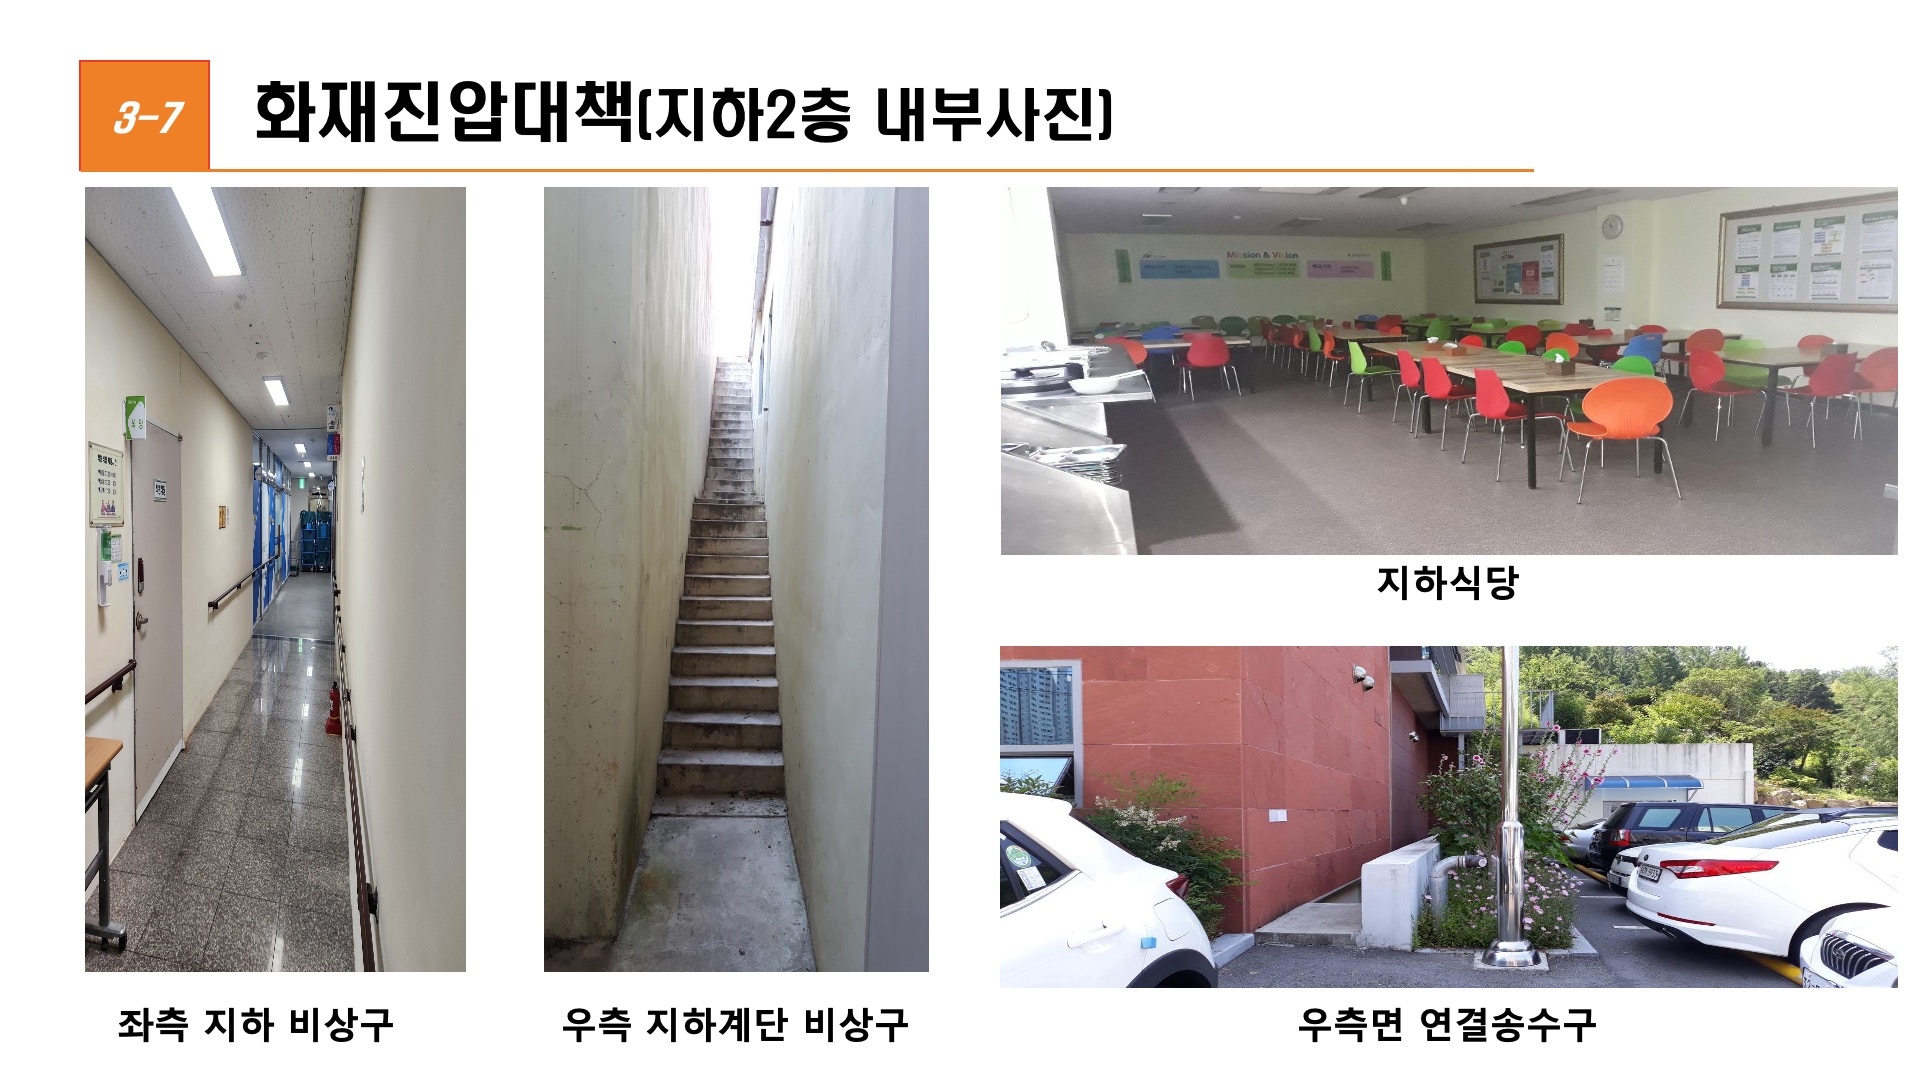 3-7
화재진압대책(지하2층 내부사진)
Mission & Vision
지하식당
좌측 지하 비상구
우측 지하계단 비상구
우측면 연결송수구